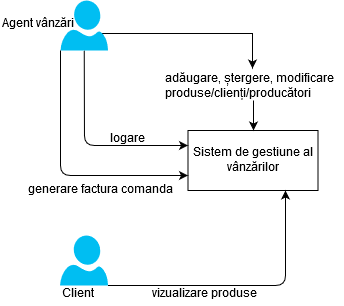 Agent vânzări
adăugare, ștergere, modificare
produse/clienți/producători
logare
Sistem de gestiune al
vânzărilor
generare factura comanda
Client
vizualizare produse